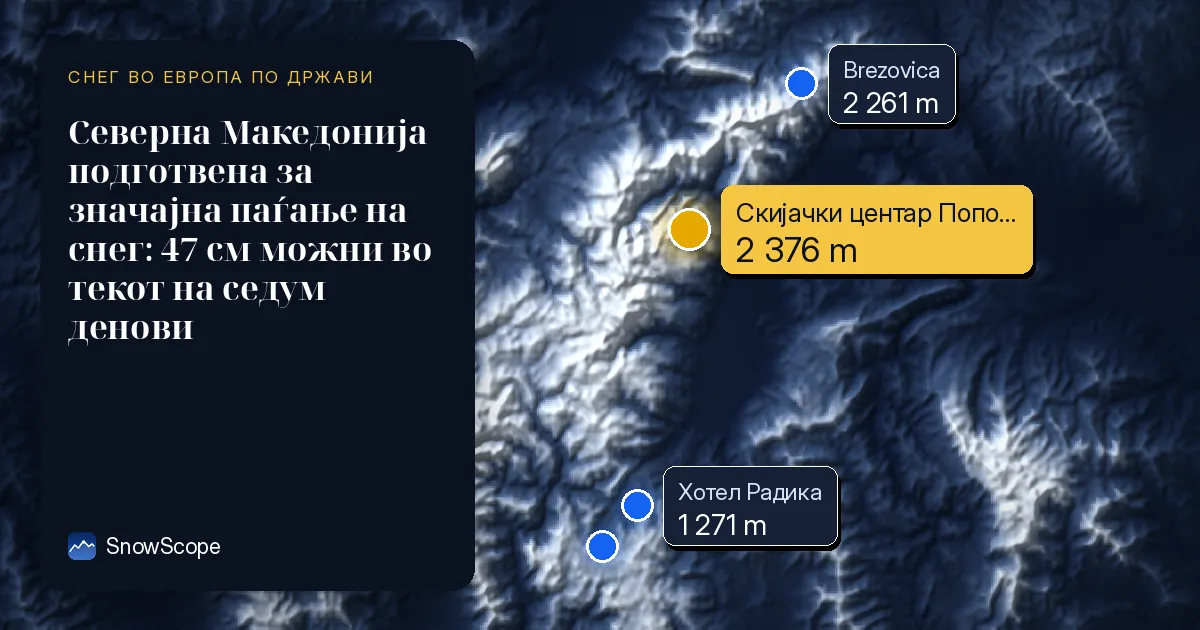 СНЕГ ВО ЕВРОПА ПО ДРЖАВИ
Северна Македонија
подготвена за
значајна паѓање на
снег: 47 см можни во
текот на седум
денови
SnowScope
Brezovica
2 261 m
Скијачки центар Попо...
2 376 m
Хотел Радика
1 271 m